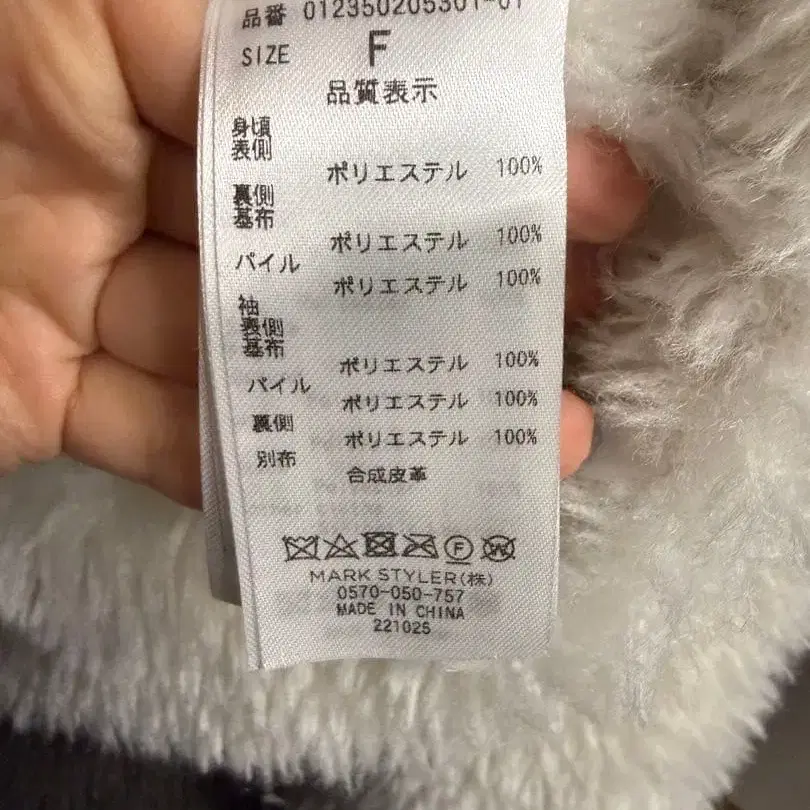 品番 012350205301-01
SIZE F
品質表示
身頃
表側
ポリエステル 100%
裏側
基布
ポリエステル 100%
パイル
ポリエステル 100%
袖
表側
基布
ポリエステル 100%
パイル
ポリエステル 100%
裏側
ポリエステル 100%
別布
合成皮革
F W
MARK STYLER(株)
0570-050-757
MADE IN CHINA
221025